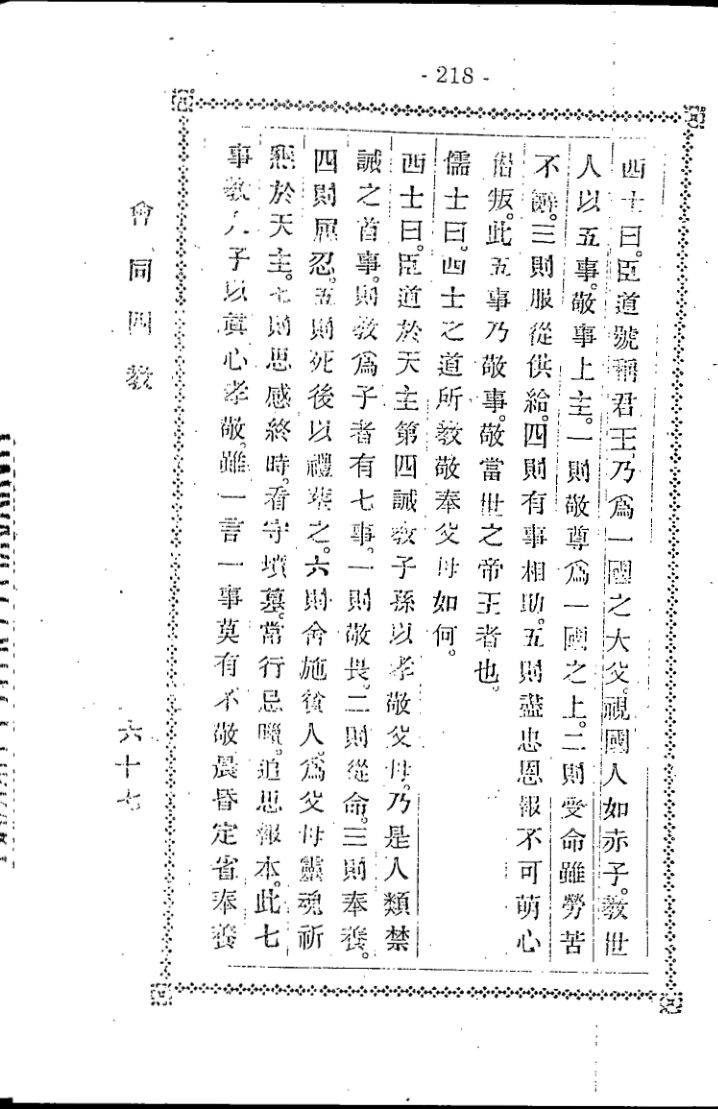 - 218 -
西士曰。臣道號稱君王、乃爲一國之大父。視國人如赤子。教世
人以五事。敬事上主。一則敬尊爲一國之上。二則受命雖勞苦
不辭。三則服從供給。四則有事相助。五則盡忠恩報不可萌心
叛。此五事乃敬事。敬當世之帝王者也。
儒士曰。西士之道所教敬奉父母如何。
西士曰。臣道於天主第四誡教子孫以孝敬父母。乃是人類禁
誡之首事。則教爲子者有七事。一則敬畏。二則從命。三則奉養。
四則屈忍。五則死後以禮葬之。六則舍施貧人。爲父母靈魂祈
於天主。七則思感終時。看守墳墓。常行忌臘。追思報本。此七
事教人子以眞心孝敬。雖一言一事莫有不敬晨昏定省奉養
會同四教
六十七